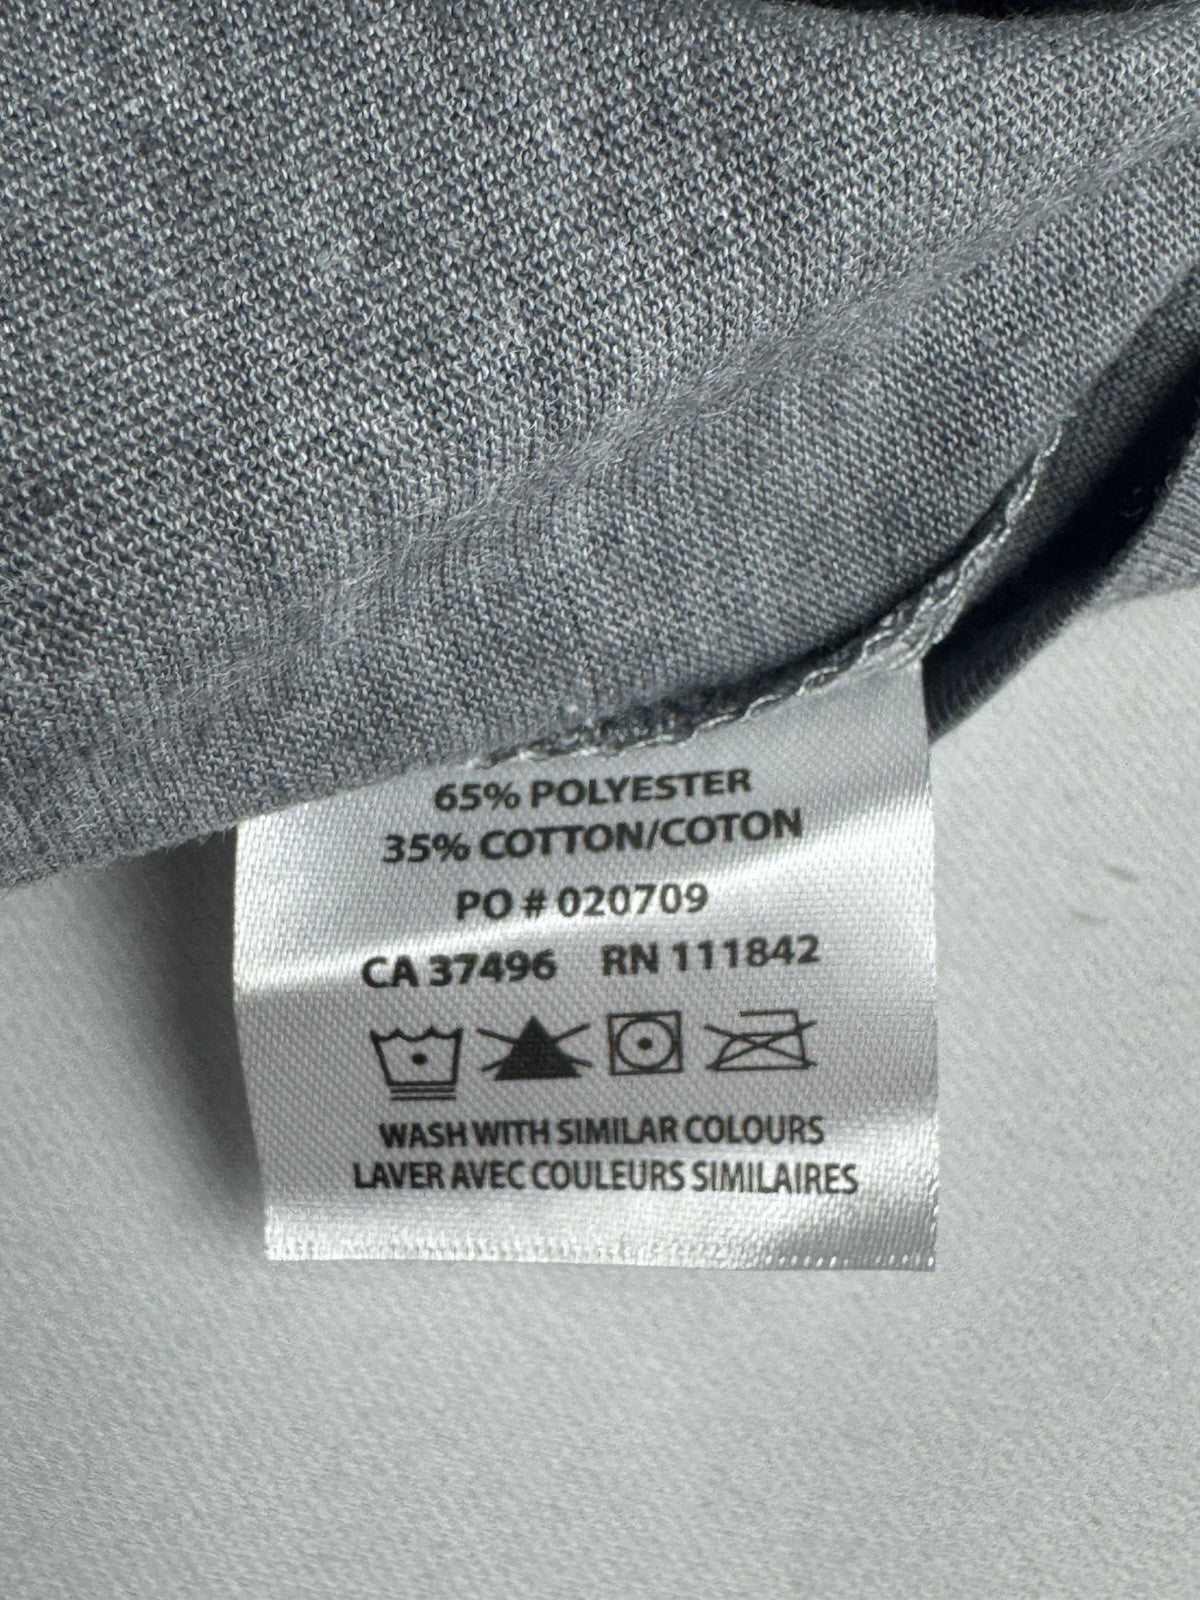 65% POLYESTER
35% COTTON/COTON
PO # 020709
CA 37496 RN 111842
WASH WITH SIMILAR COLOURS
LAVER AVEC COULEURS SIMILAIRES